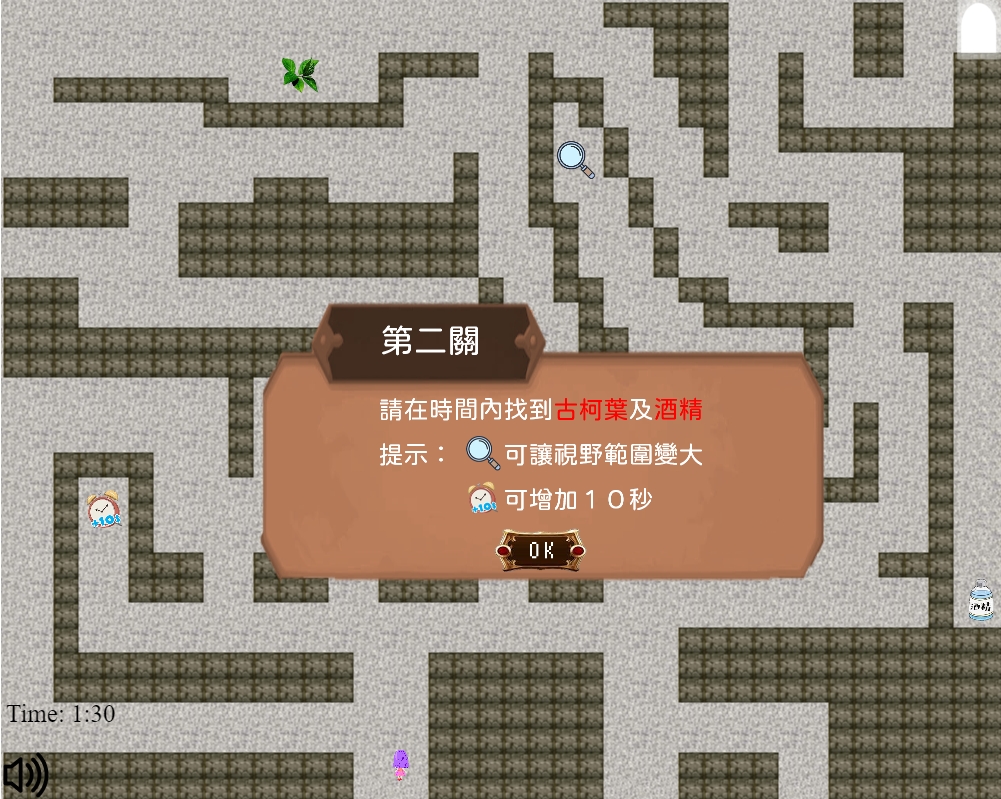 第二關
請在時間內找到古柯葉及酒精
提示：可讓視野範圍變大
+10s
+10s 可增加１０秒
OK
酒精
Time: 1:30